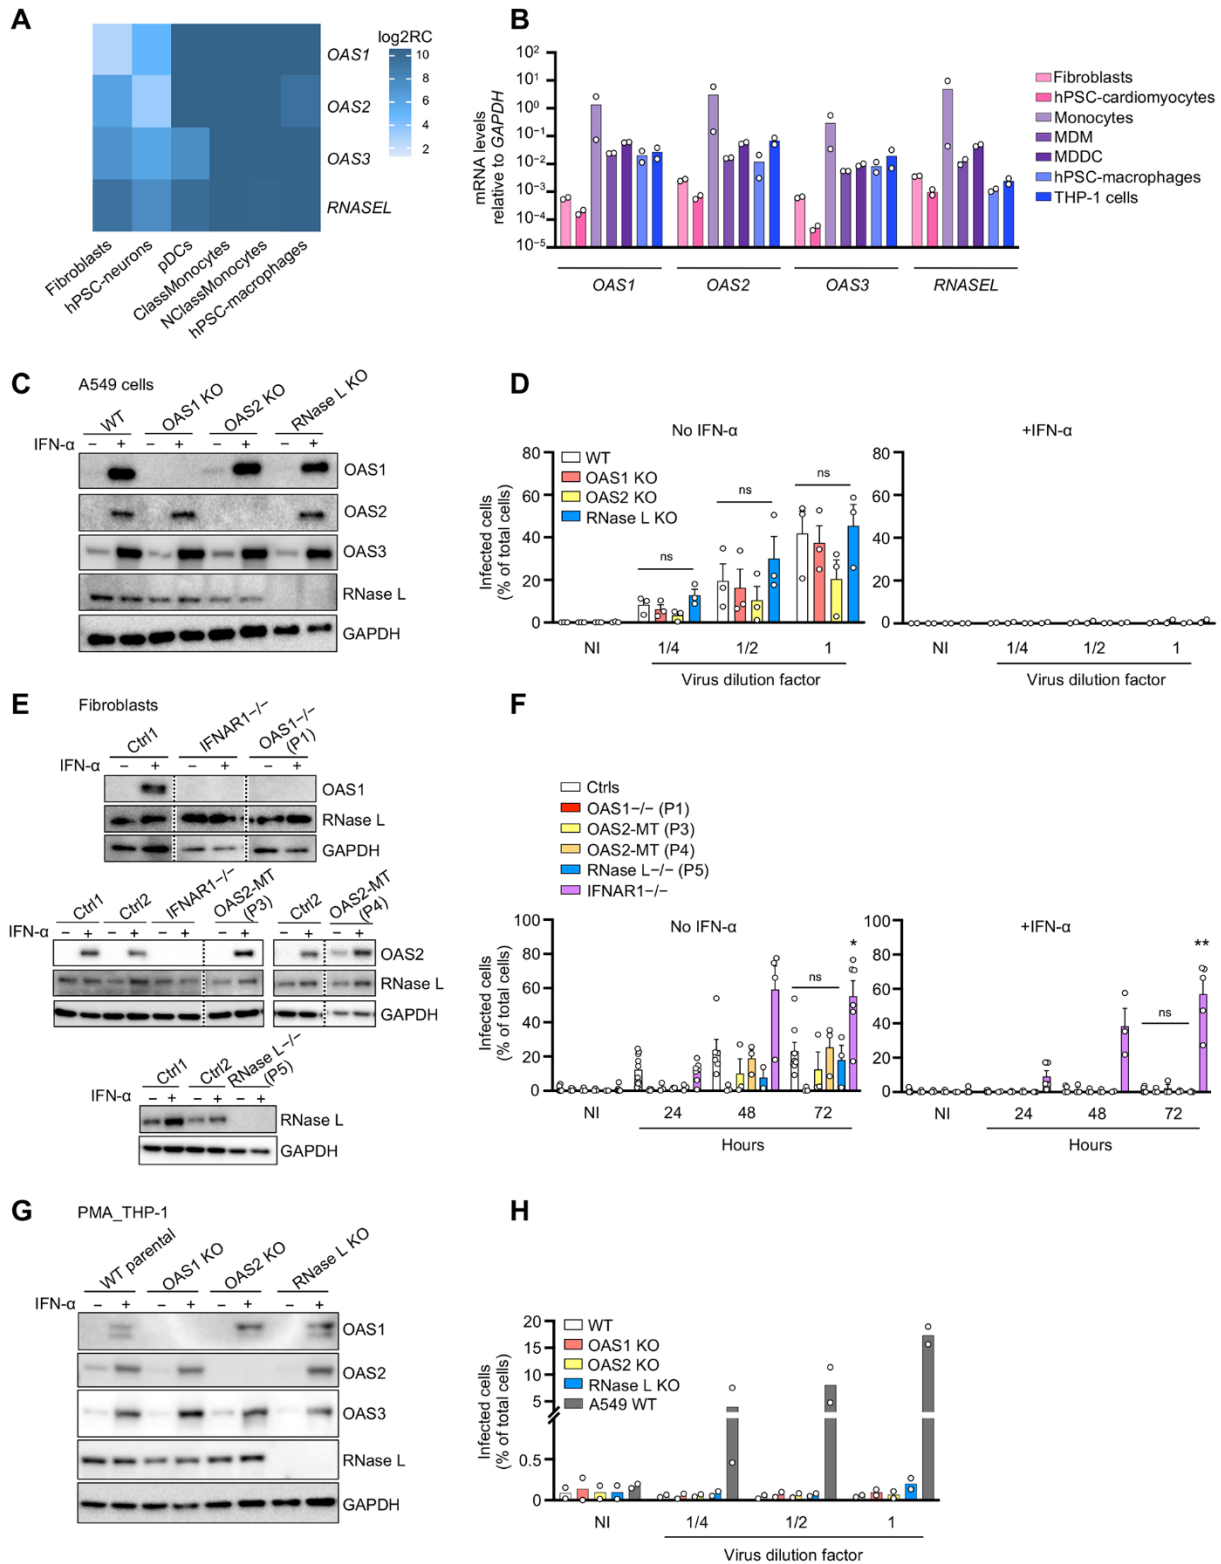 A
log2RC
10
8
6
4
2
OAS1
OAS2
OAS3
RNASEL
Fibroblasts
hPSC-neurons
pDCs
ClassMonocytes
NClassMonocytes
hPSC-macrophages
B
mRNA levels
relative to GAPDH
10²
10¹
10⁰
10⁻¹
10⁻²
10⁻³
10⁻⁴
10⁻⁵
OAS1 OAS2 OAS3 RNASEL
Fibroblasts
hPSC-cardiomyocytes
Monocytes
MDM
MDDC
hPSC-macrophages
THP-1 cells
C
A549 cells
WT OAS1 KO OAS2 KO RNase L KO
IFN-α − + − + − + − +
OAS1
OAS2
OAS3
RNase L
GAPDH
D
No IFN-α
Infected cells
(% of total cells)
80
60
40
20
0
WT
OAS1 KO
OAS2 KO
RNase L KO
ns ns ns
NI 1/4 1/2 1
Virus dilution factor
+IFN-α
80
60
40
20
0
NI 1/4 1/2 1
Virus dilution factor
E
Fibroblasts
Ctrl1 IFNAR1−/− OAS1−/− (P1)
IFN-α − + − + − +
OAS1
RNase L
GAPDH
Ctrl1 Ctrl2 IFNAR1−/− OAS2-MT (P3) Ctrl2 OAS2-MT (P4)
IFN-α − + − + − + − + − + − +
OAS2
RNase L
GAPDH
Ctrl1 Ctrl2 RNase L−/− (P5)
IFN-α − + − + − +
RNase L
GAPDH
F
Ctrls
OAS1−/− (P1)
OAS2-MT (P3)
OAS2-MT (P4)
RNase L−/− (P5)
IFNAR1−/−
No IFN-α
Infected cells
(% of total cells)
100
80
60
40
20
0
ns *
NI 24 48 72
Hours
+IFN-α
100
80
60
40
20
0
ns **
NI 24 48 72
Hours
G
PMA_THP-1
WT parental OAS1 KO OAS2 KO RNase L KO
IFN-α − + − + − + − +
OAS1
OAS2
OAS3
RNase L
GAPDH
H
Infected cells
(% of total cells)
20
15
10
5
0.5
0
WT
OAS1 KO
OAS2 KO
RNase L KO
A549 WT
NI 1/4 1/2 1
Virus dilution factor